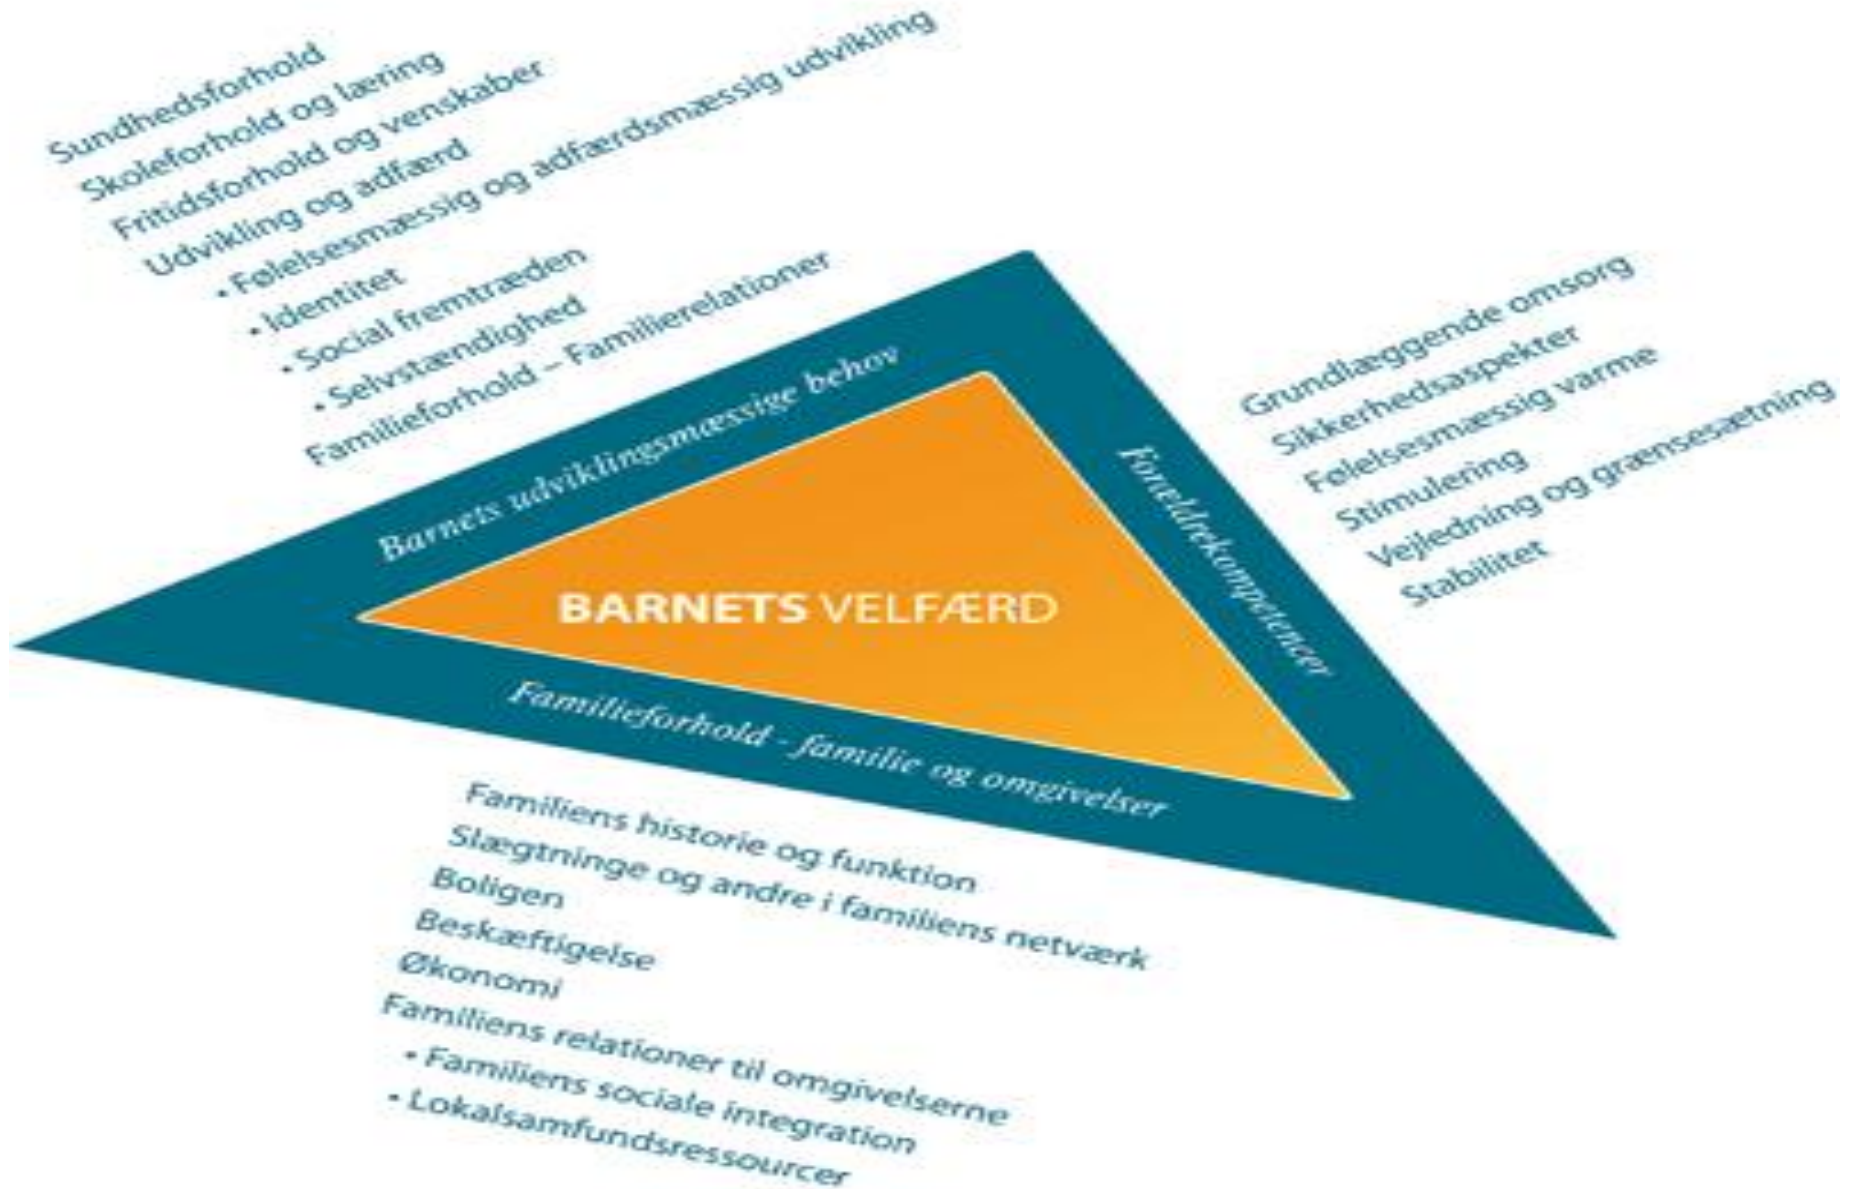 Sundhedsforhold
Skoleforhold og læring
Fritidsforhold og venskaber
Udvikling og adfærd
• Følelsesmæssig og adfærdsmæssig udvikling
• Identitet
• Social fremtræden
• Selvstændighed
Familieforhold – Familierelationer
Barnets udviklingsmæssige behov
Grundlæggende omsorg
Sikkerhedsaspekter
Følelsesmæssig varme
Stimulering
Vejledning og grænsesætning
Stabilitet
Forældrekompetencer
BARNETS VELFÆRD
Familieforhold - familie og omgivelser
Familiens historie og funktion
Slægtninge og andre i familiens netværk
Boligen
Beskæftigelse
Økonomi
Familiens relationer til omgivelserne
• Familiens sociale integration
• Lokalsamfundsressourcer